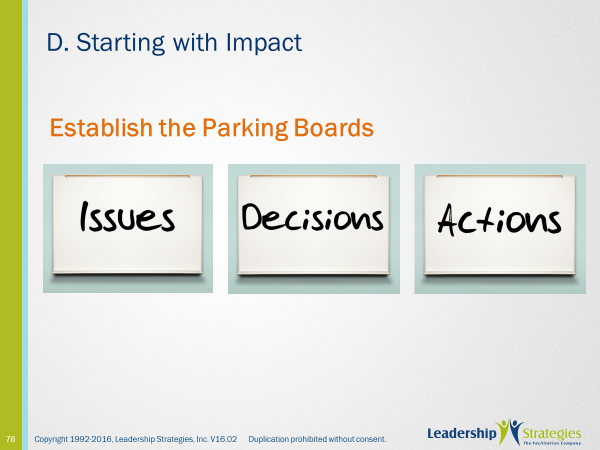 D. Starting with Impact
Establish the Parking Boards
Issues
Decisions
Actions
78
Copyright 1992-2016, Leadership Strategies, Inc. V16.02 Duplication prohibited without consent.
Leadership Strategies
The Facilitation Company